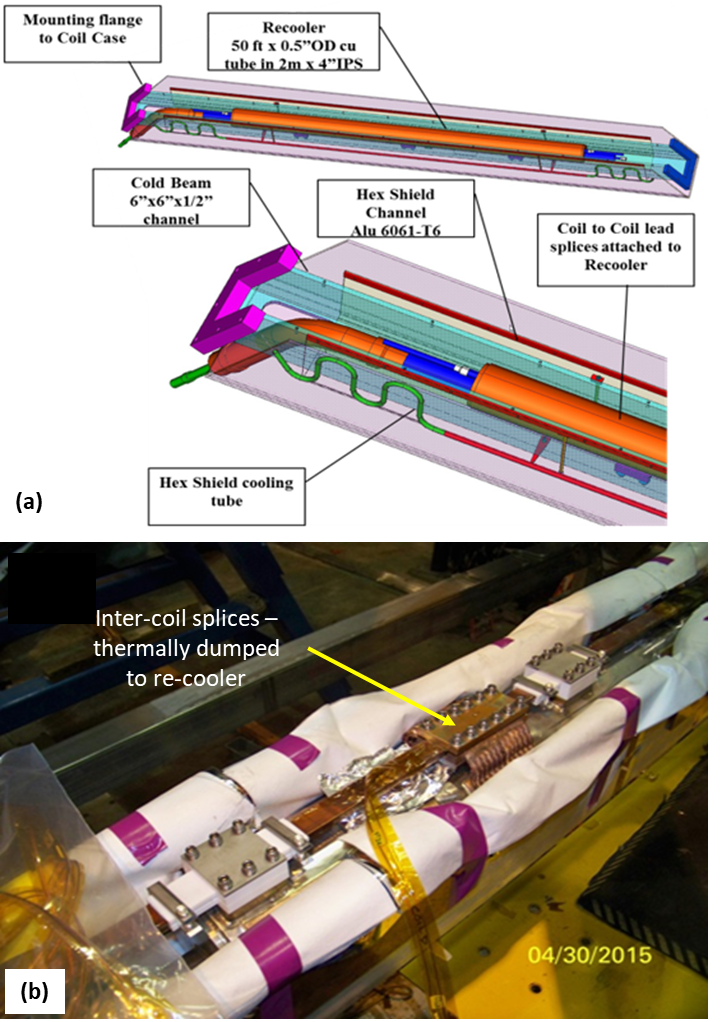 Mounting flange
to Coil Case
Recooler
50 ft x 0.5”OD cu
tube in 2m x 4”IPS
Cold Beam
6”x6”x1/2”
channel
Hex Shield
Channel
Alu 6061-T6
Coil to Coil lead
splices attached to
Recooler
Hex Shield cooling
tube
(a)
Inter-coil splices –
thermally dumped
to re-cooler
04/30/2015
(b)